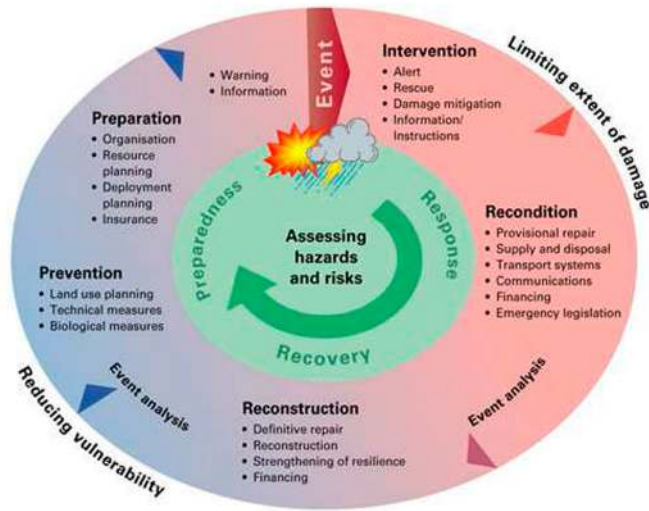 Event
Intervention
• Alert
• Rescue
• Damage mitigation
• Information/
Instructions
Limiting extent of damage
Recondition
• Provisional repair
• Supply and disposal
• Transport systems
• Communications
• Financing
• Emergency legislation
Event analysis
Reconstruction
• Definitive repair
• Reconstruction
• Strengthening of resilience
• Financing
Event analysis
Reducing vulnerability
Prevention
• Land use planning
• Technical measures
• Biological measures
Preparation
• Organisation
• Resource
planning
• Deployment
planning
• Insurance
• Warning
• Information
Preparedness
Response
Recovery
Assessing
hazards
and risks